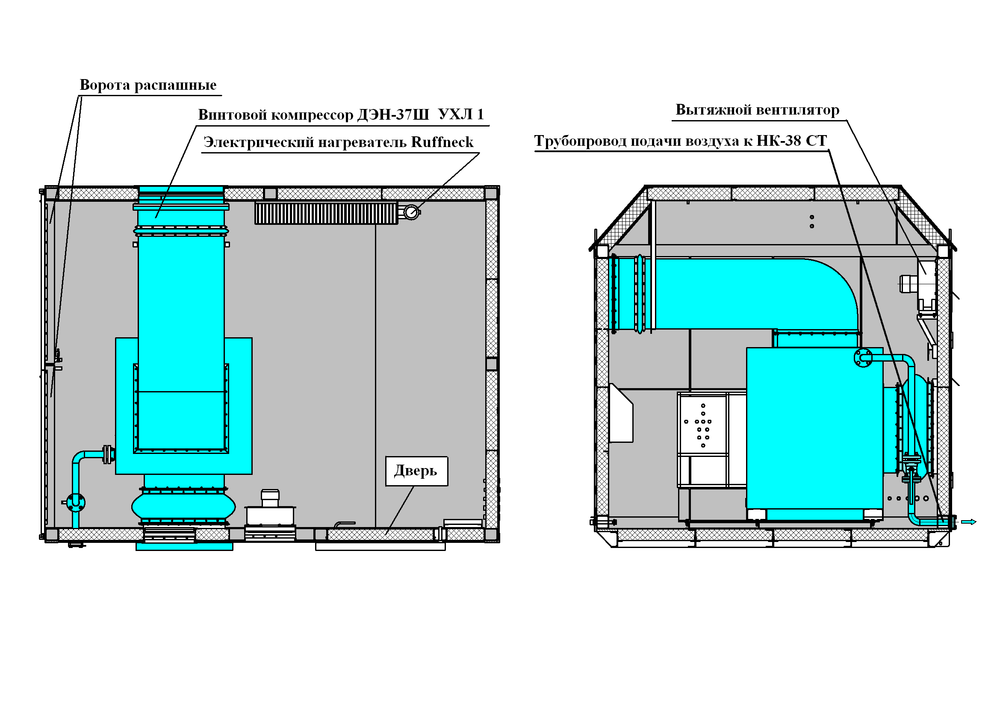 Ворота распашные
Винтовой компрессор ДЭН-37Ш УХЛ 1
Электрический нагреватель Ruffneck
Вытяжной вентилятор
Трубопровод подачи воздуха к НК-38 СТ
Дверь